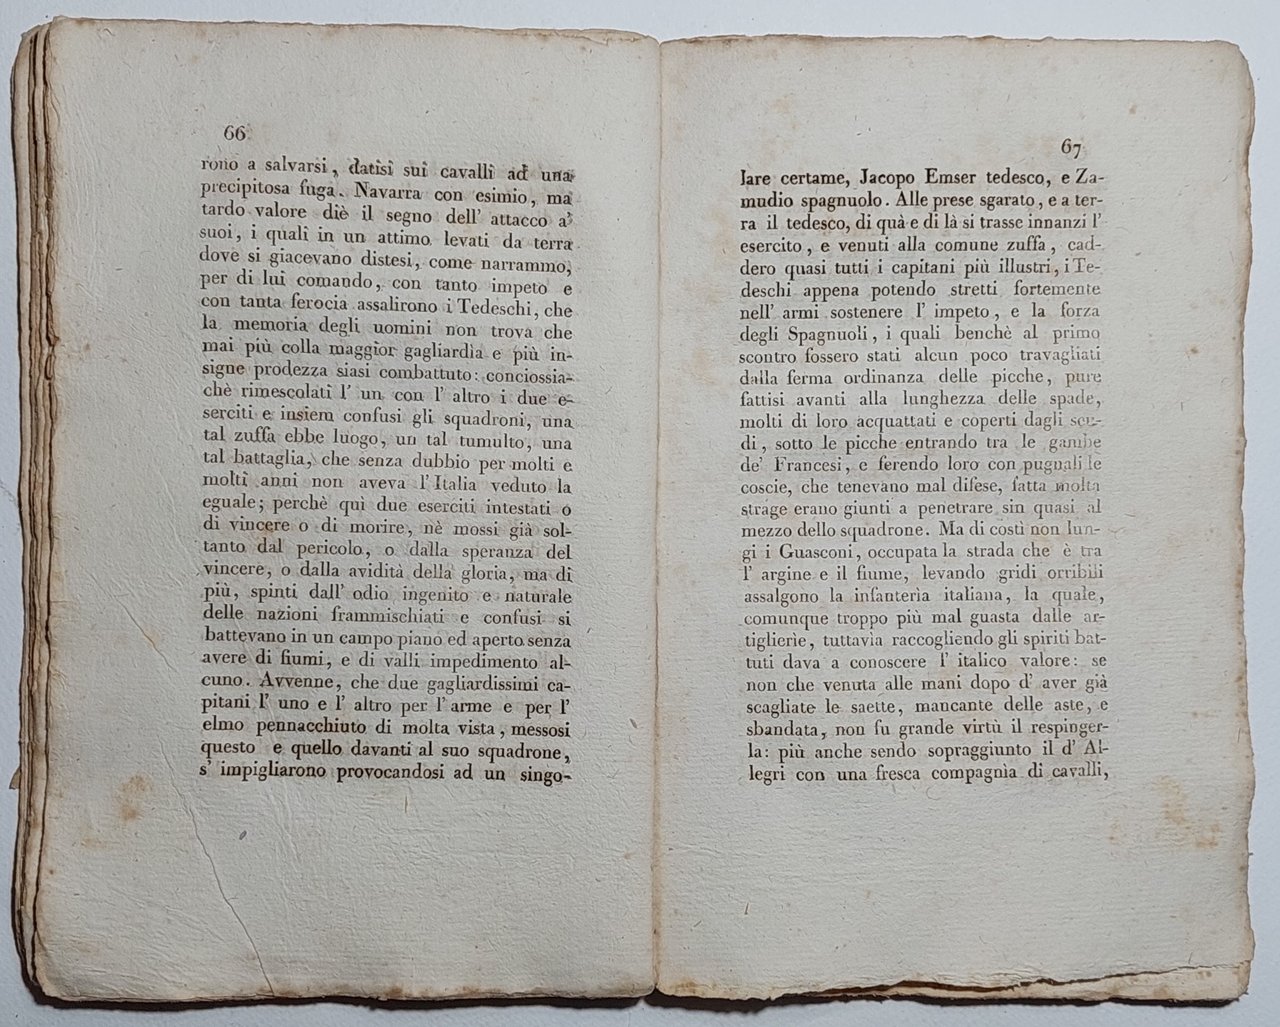 66
rono a salvarsi, datisi sui cavalli ad una
precipitosa fuga. Navarra con esimio, ma
tardo valore diè il segno dell' attacco a'
suoi, i quali in un attimo levati da terra
dove si giacevano distesi, come narrammo,
per di lui comando, con tanto impeto e
con tanta ferocia assalirono i Tedeschi, che
la memoria degli uomini non trova che
mai più colla maggior gagliardìa e più in-
signe prodezza siasi combattuto: conciossia-
chè rimescolati l' un con l' altro i due e-
serciti e insiem confusi gli squadroni, una
tal zuffa ebbe luogo, un tal tumulto, una
tal battaglia, che senza dubbio per molti e
molti anni non aveva l'Italia veduto la
eguale; perchè quì due eserciti intestati o
di vincere o di morire, nè mossi già sol-
tanto dal pericolo, o dalla speranza del
vincere, o dalla avidità della gloria, ma di
più, spinti dall' odio ingenito e naturale
delle nazioni frammischiati e confusi si
battevano in un campo piano ed aperto senza
avere di fiumi, e di valli impedimento al-
cuno. Avvenne, che due gagliardissimi ca-
pitani l' uno e l' altro per l' arme e per l'
elmo pennacchiuto di molta vista, messosi
questo e quello davanti al suo squadrone,
s' impigliarono provocandosi ad un singo-
67
lare certame, Jacopo Emser tedesco, e Za-
mudio spagnuolo. Alle prese sgarato, e a ter-
ra il tedesco, di quà e di là si trasse innanzi l'
esercito, e venuti alla comune zuffa, cad-
dero quasi tutti i capitani più illustri, i Te-
deschi appena potendo stretti fortemente
nell' armi sostenere l' impeto, e la forza
degli Spagnuoli, i quali benchè al primo
scontro fossero stati alcun poco travagliati
dalla ferma ordinanza delle picche, pure
fattisi avanti alla lunghezza delle spade,
molti di loro acquattati e coperti dagli scu-
di, sotto le picche entrando tra le gambe
de' Francesi, e ferendo loro con pugnali le
coscie, che tenevano mal difese, fatta molta
strage erano giunti a penetrare sin quasi al
mezzo dello squadrone. Ma di costì non lun-
gi i Guasconi, occupata la strada che è tra
l' argine e il fiume, levando gridi orribili
assalgono la infanterìa italiana, la quale,
comunque troppo più mal guasta dalle ar-
tiglierìe, tuttavìa raccogliendo gli spiriti bat-
tuti dava a conoscere l' italico valore: se
non che venuta alle mani dopo d' aver già
scagliate le saette, mancante delle aste, e
sbandata, non fu grande virtù il respinger-
la: più anche sendo sopraggiunto il d' Al-
legri con una fresca compagnìa di cavalli,